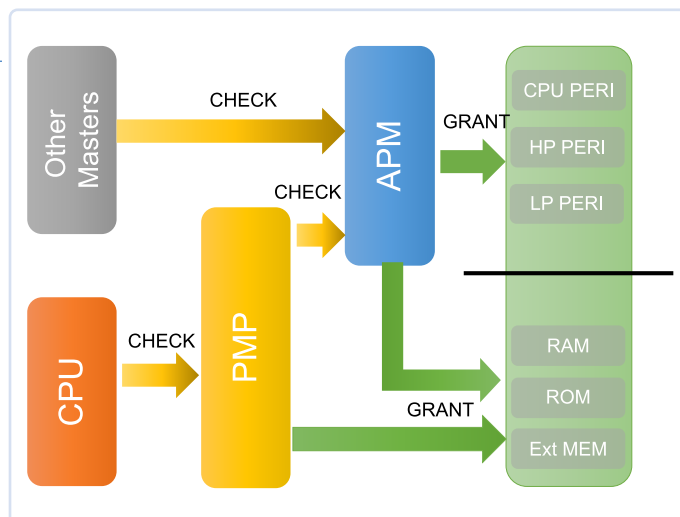 Other
Masters
CHECK
APM
GRANT
CPU PERI
HP PERI
LP PERI
CHECK
PMP
CPU
CHECK
GRANT
RAM
ROM
Ext MEM